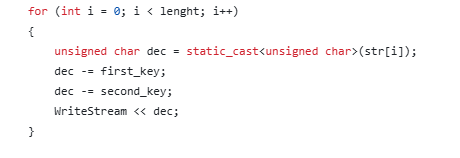 for (int i = 0; i < lenght; i++)
{
unsigned char dec = static_cast<unsigned char>(str[i]);
dec -= first_key;
dec -= second_key;
WriteStream << dec;
}